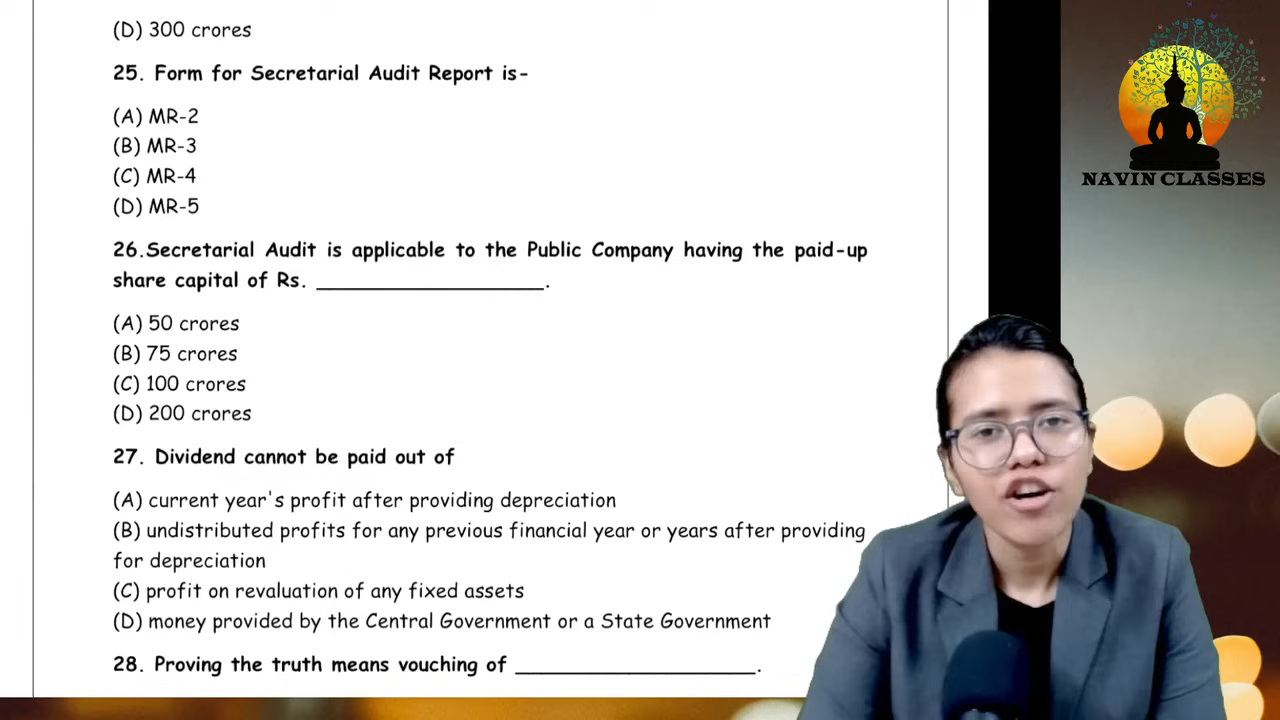 (D) 300 crores
25. Form for Secretarial Audit Report is-
(A) MR-2
(B) MR-3
(C) MR-4
(D) MR-5
26.Secretarial Audit is applicable to the Public Company having the paid-up
share capital of Rs. ___________________.
(A) 50 crores
(B) 75 crores
(C) 100 crores
(D) 200 crores
27. Dividend cannot be paid out of
(A) current year's profit after providing depreciation
(B) undistributed profits for any previous financial year or years after providing
for depreciation
(C) profit on revaluation of any fixed assets
(D) money provided by the Central Government or a State Government
28. Proving the truth means vouching of ____________________.
NAVIN CLASSES